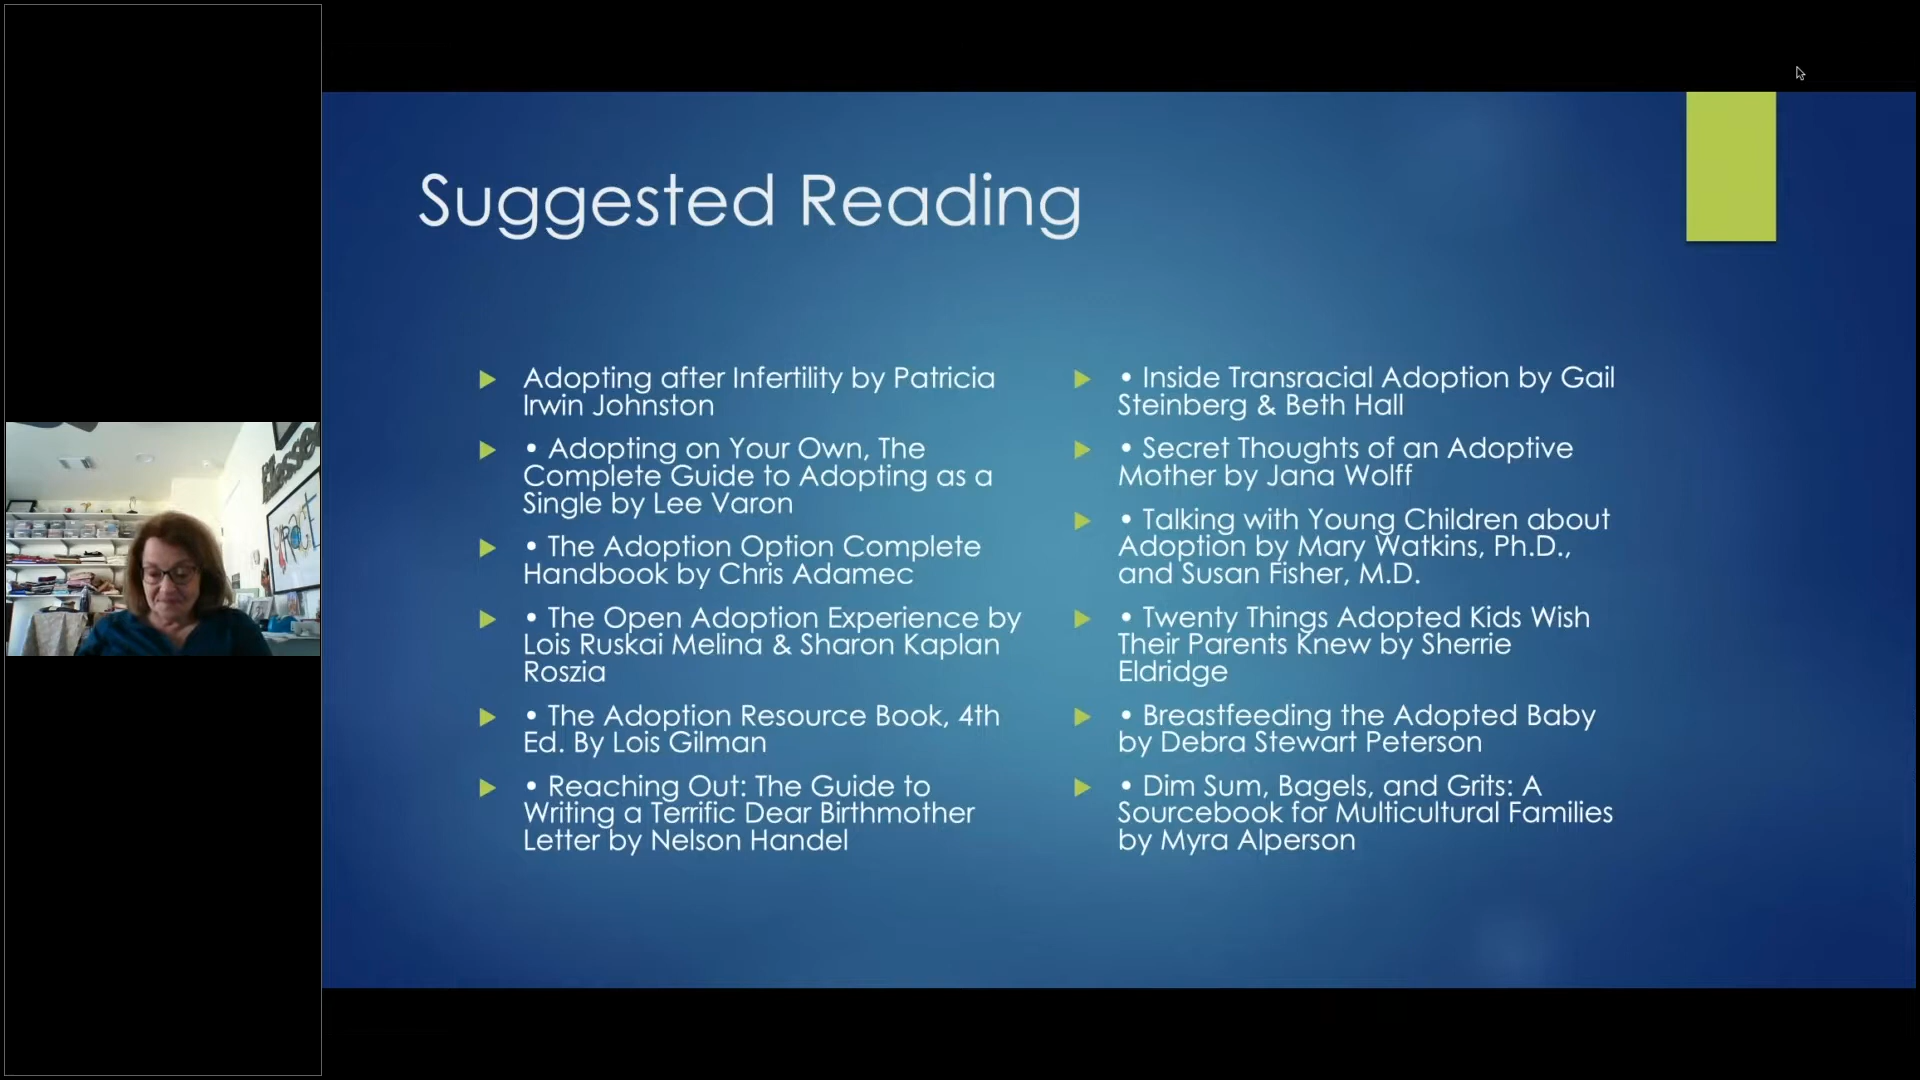 Suggested Reading
Adopting after Infertility by Patricia
Irwin Johnston
• Adopting on Your Own, The
Complete Guide to Adopting as a
Single by Lee Varon
• The Adoption Option Complete
Handbook by Chris Adamec
• The Open Adoption Experience by
Lois Ruskai Melina & Sharon Kaplan
Roszia
• The Adoption Resource Book, 4th
Ed. By Lois Gilman
• Reaching Out: The Guide to
Writing a Terrific Dear Birthmother
Letter by Nelson Handel
• Inside Transracial Adoption by Gail
Steinberg & Beth Hall
• Secret Thoughts of an Adoptive
Mother by Jana Wolff
• Talking with Young Children about
Adoption by Mary Watkins, Ph.D.,
and Susan Fisher, M.D.
• Twenty Things Adopted Kids Wish
Their Parents Knew by Sherrie
Eldridge
• Breastfeeding the Adopted Baby
by Debra Stewart Peterson
• Dim Sum, Bagels, and Grits: A
Sourcebook for Multicultural Families
by Myra Alperson